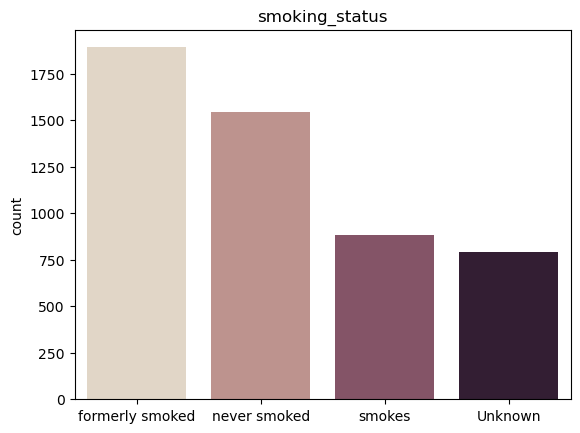 smoking_status
1750
1500
1250
1000
750
500
250
0
count
formerly smoked
never smoked
smokes
Unknown